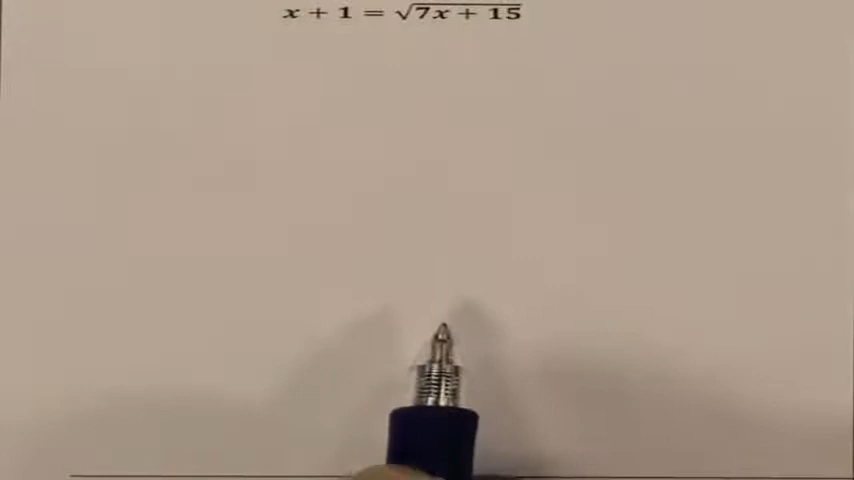 x + 1 = √7x + 15